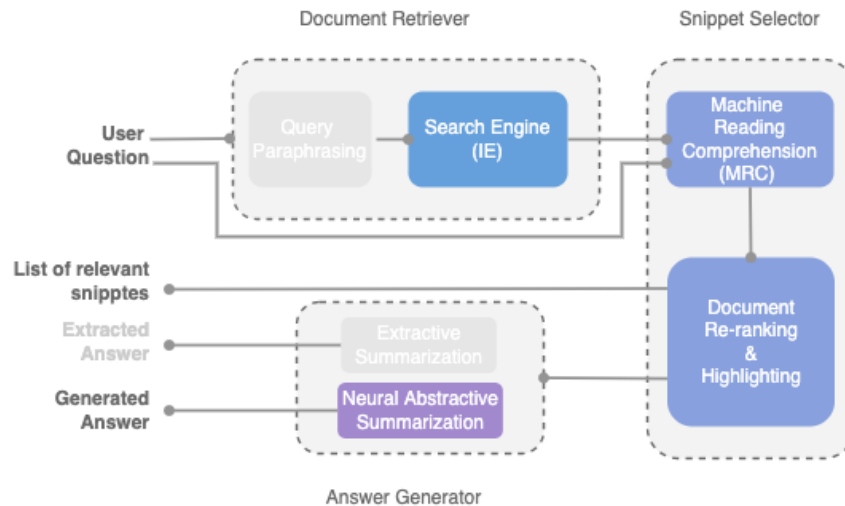 Document Retriever
Snippet Selector
User
Question
Query
Paraphrasing
Search Engine
(IE)
Machine
Reading
Comprehension
(MRC)
List of relevant
snipptes
Extracted
Answer
Generated
Answer
Extractive
Summarization
Neural Abstractive
Summarization
Document
Re-ranking
&
Highlighting
Answer Generator